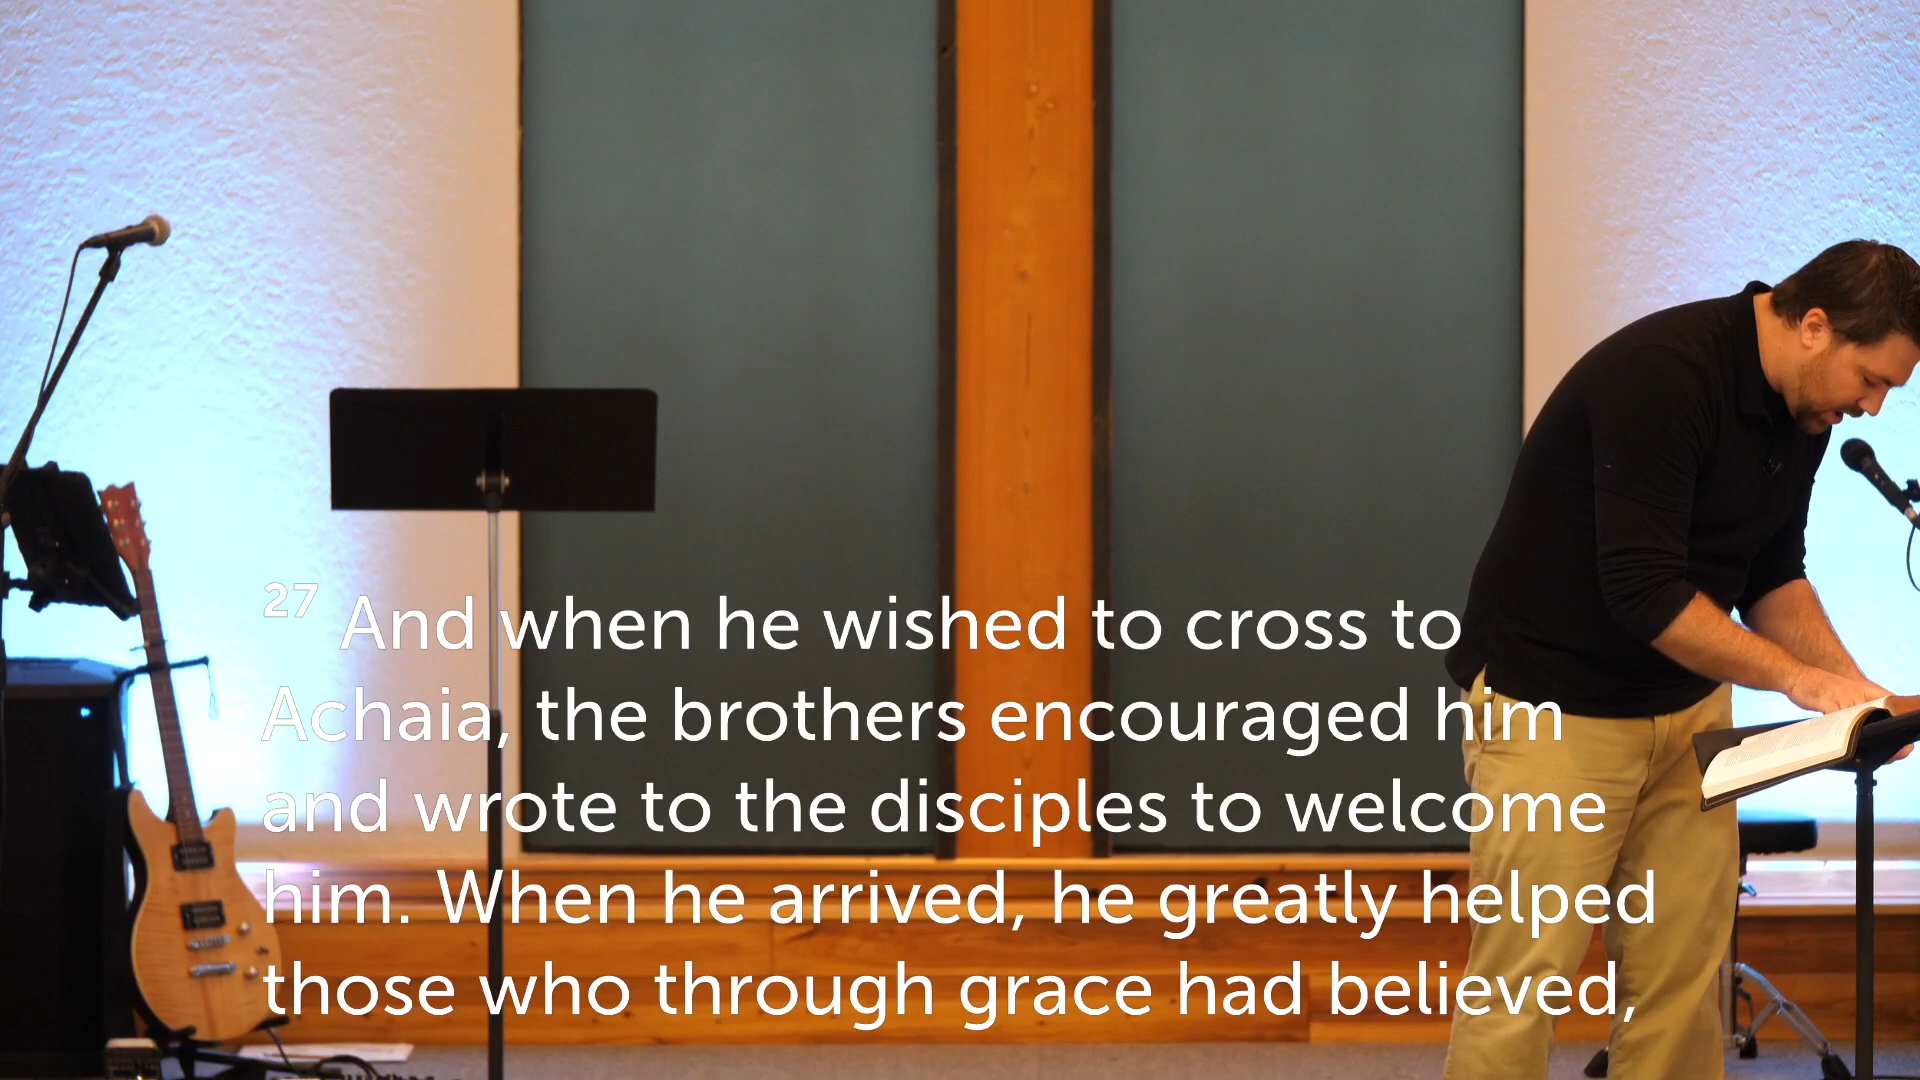 27 And when he wished to cross to
Achaia, the brothers encouraged him
and wrote to the disciples to welcome
him. When he arrived, he greatly helped
those who through grace had believed,